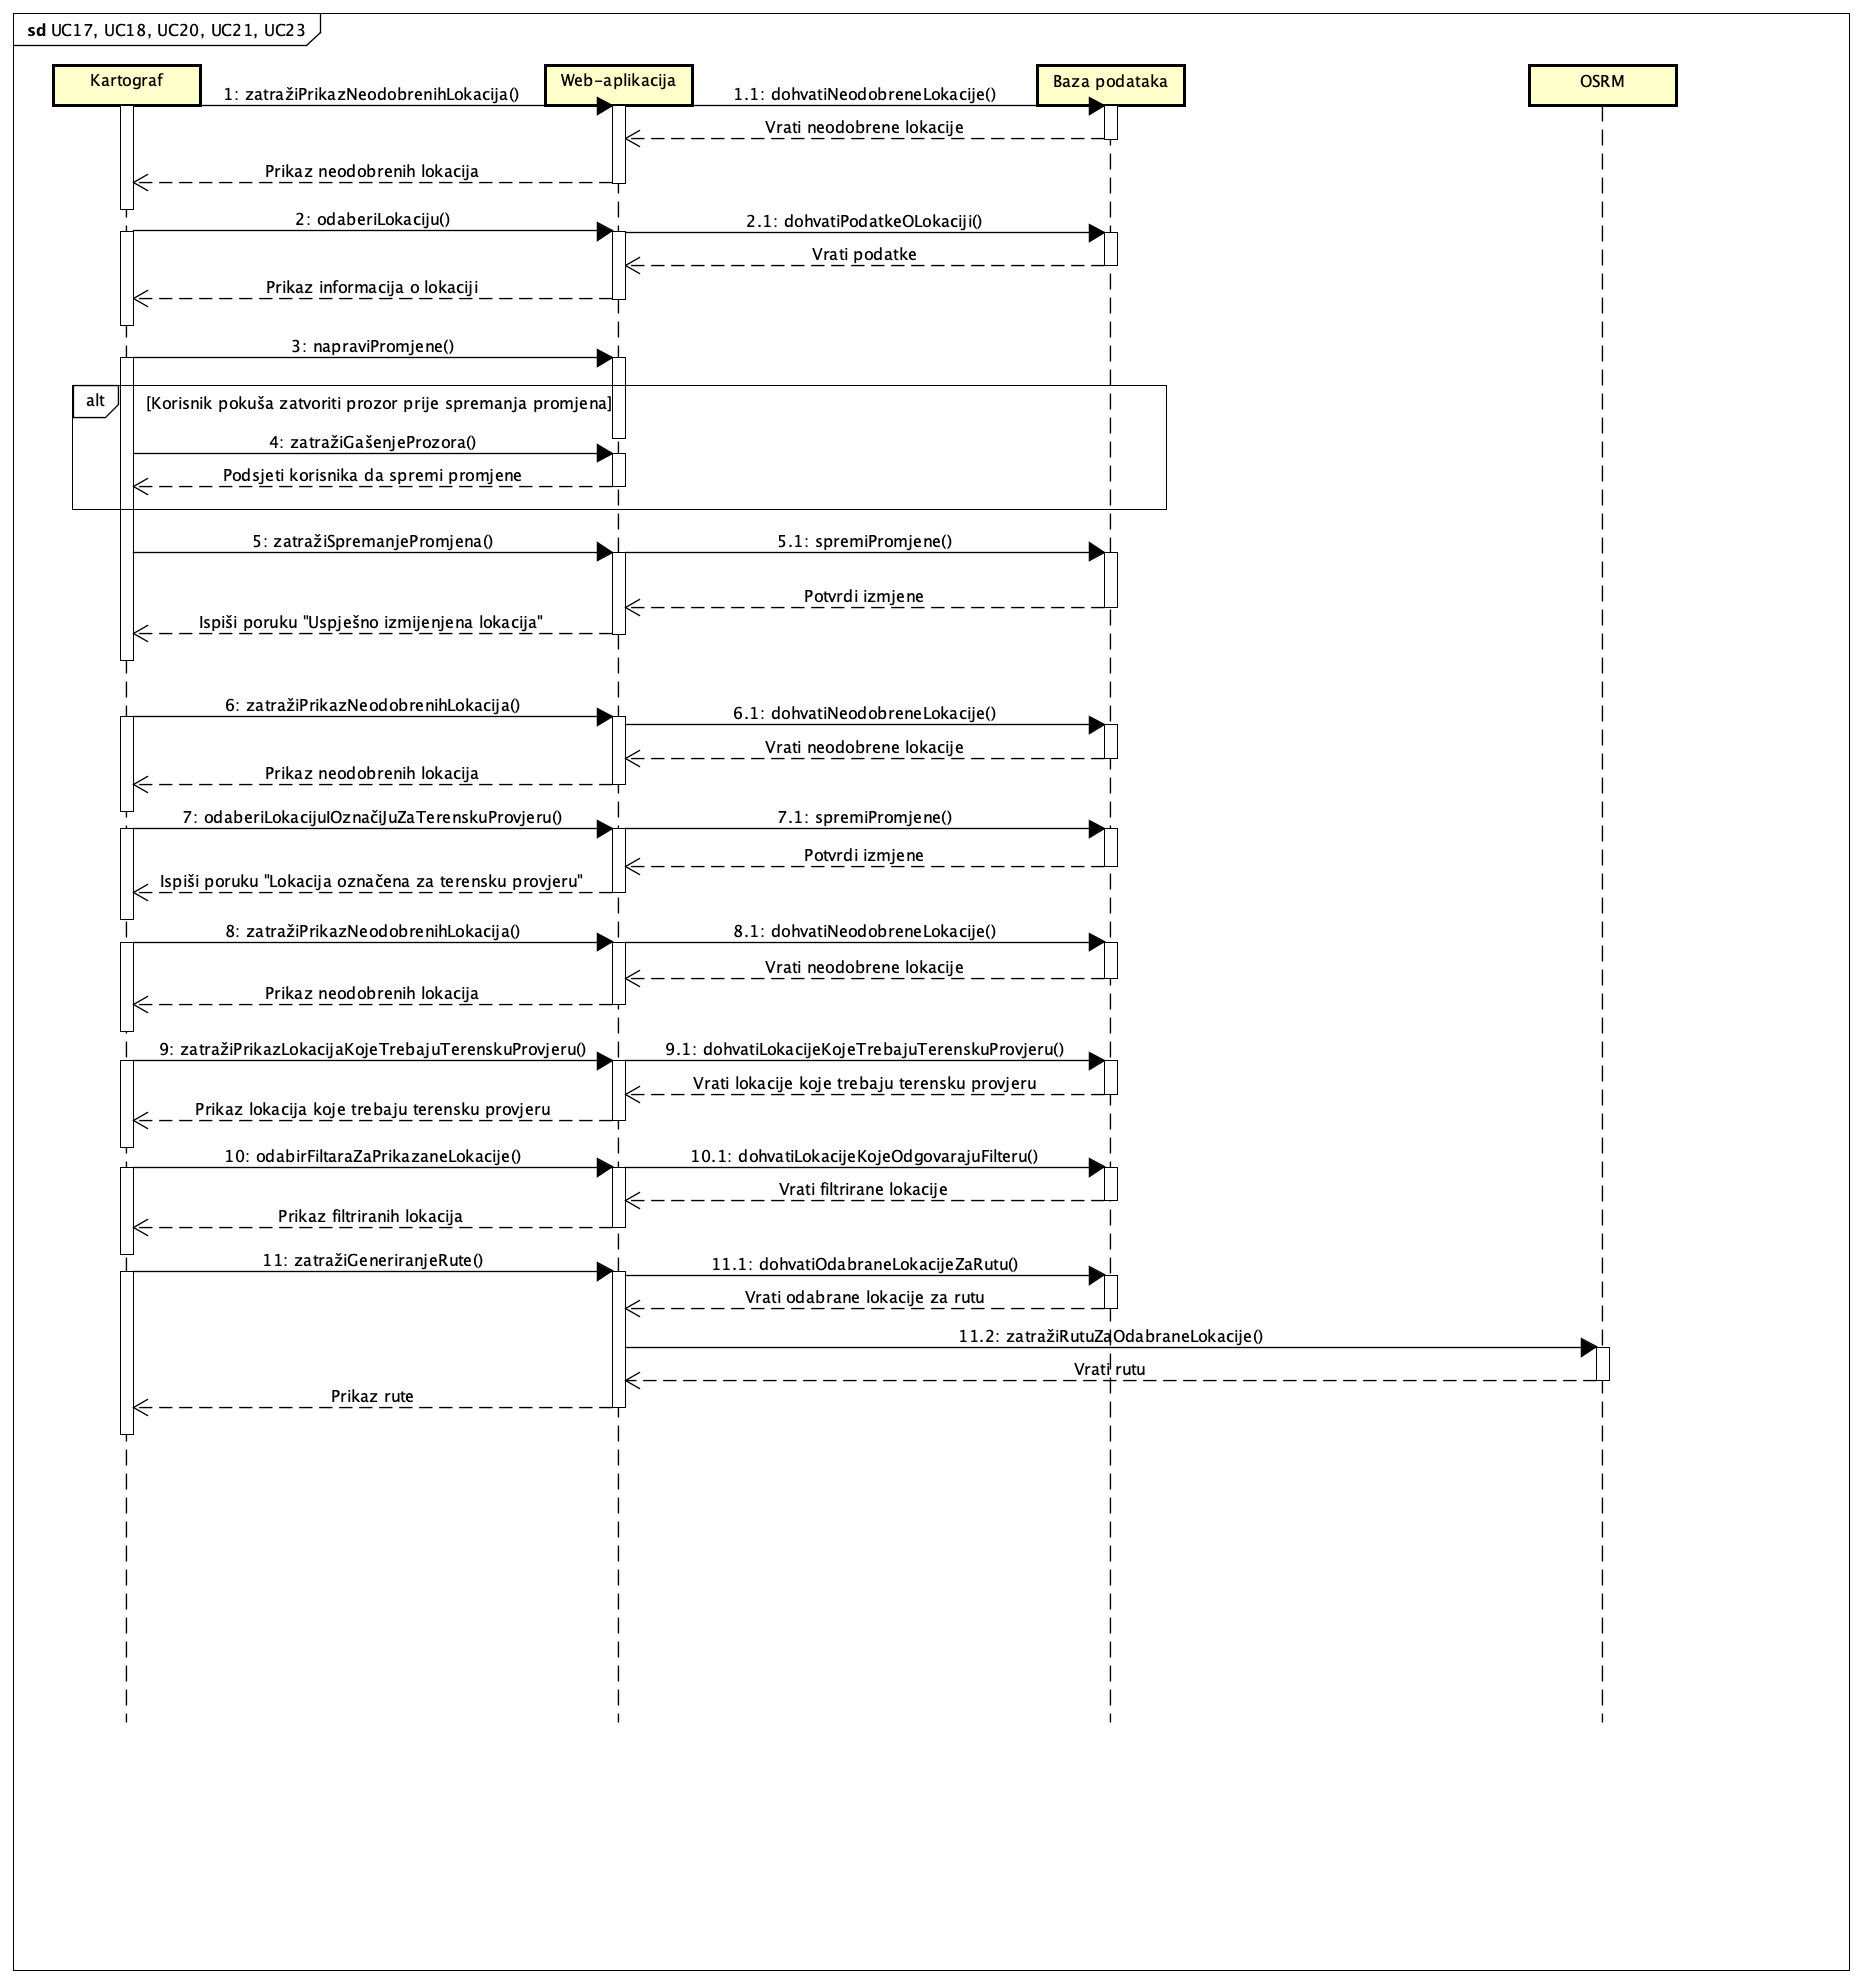 sd UC17, UC18, UC20, UC21, UC23
Kartograf
Web-aplikacija
Baza podataka
OSRM
1: zatražiPrikazNeodobrenihLokacija()
1.1: dohvatiNeodobreneLokacije()
Vrati neodobrene lokacije
Prikaz neodobrenih lokacija
2: odaberiLokaciju()
2.1: dohvatiPodatkeOLokaciji()
Vrati podatke
Prikaz informacija o lokaciji
3: napraviPromjene()
alt
[Korisnik pokuša zatvoriti prozor prije spremanja promjena]
4: zatražiGašenjeProzora()
Podsjeti korisnika da spremi promjene
5: zatražiSpremanjePromjena()
5.1: spremiPromjene()
Potvrdi izmjene
Ispiši poruku "Uspješno izmijenjena lokacija"
6: zatražiPrikazNeodobrenihLokacija()
6.1: dohvatiNeodobreneLokacije()
Vrati neodobrene lokacije
Prikaz neodobrenih lokacija
7: odaberiLokacijuIOznačiJuZaTerenskuProvjeru()
7.1: spremiPromjene()
Potvrdi izmjene
Ispiši poruku "Lokacija označena za terensku provjeru"
8: zatražiPrikazNeodobrenihLokacija()
8.1: dohvatiNeodobreneLokacije()
Vrati neodobrene lokacije
Prikaz neodobrenih lokacija
9: zatražiPrikazLokacijaKojeTrebajuTerenskuProvjeru()
9.1: dohvatiLokacijeKojeTrebajuTerenskuProvjeru()
Vrati lokacije koje trebaju terensku provjeru
Prikaz lokacija koje trebaju terensku provjeru
10: odabirFiltaraZaPrikazaneLokacije()
10.1: dohvatiLokacijeKojeOdgovarajuFilteru()
Vrati filtrirane lokacije
Prikaz filtriranih lokacija
11: zatražiGeneriranjeRute()
11.1: dohvatiOdabraneLokacijeZaRutu()
Vrati odabrane lokacije za rutu
11.2: zatražiRutuZaOdabraneLokacije()
Vrati rutu
Prikaz rute